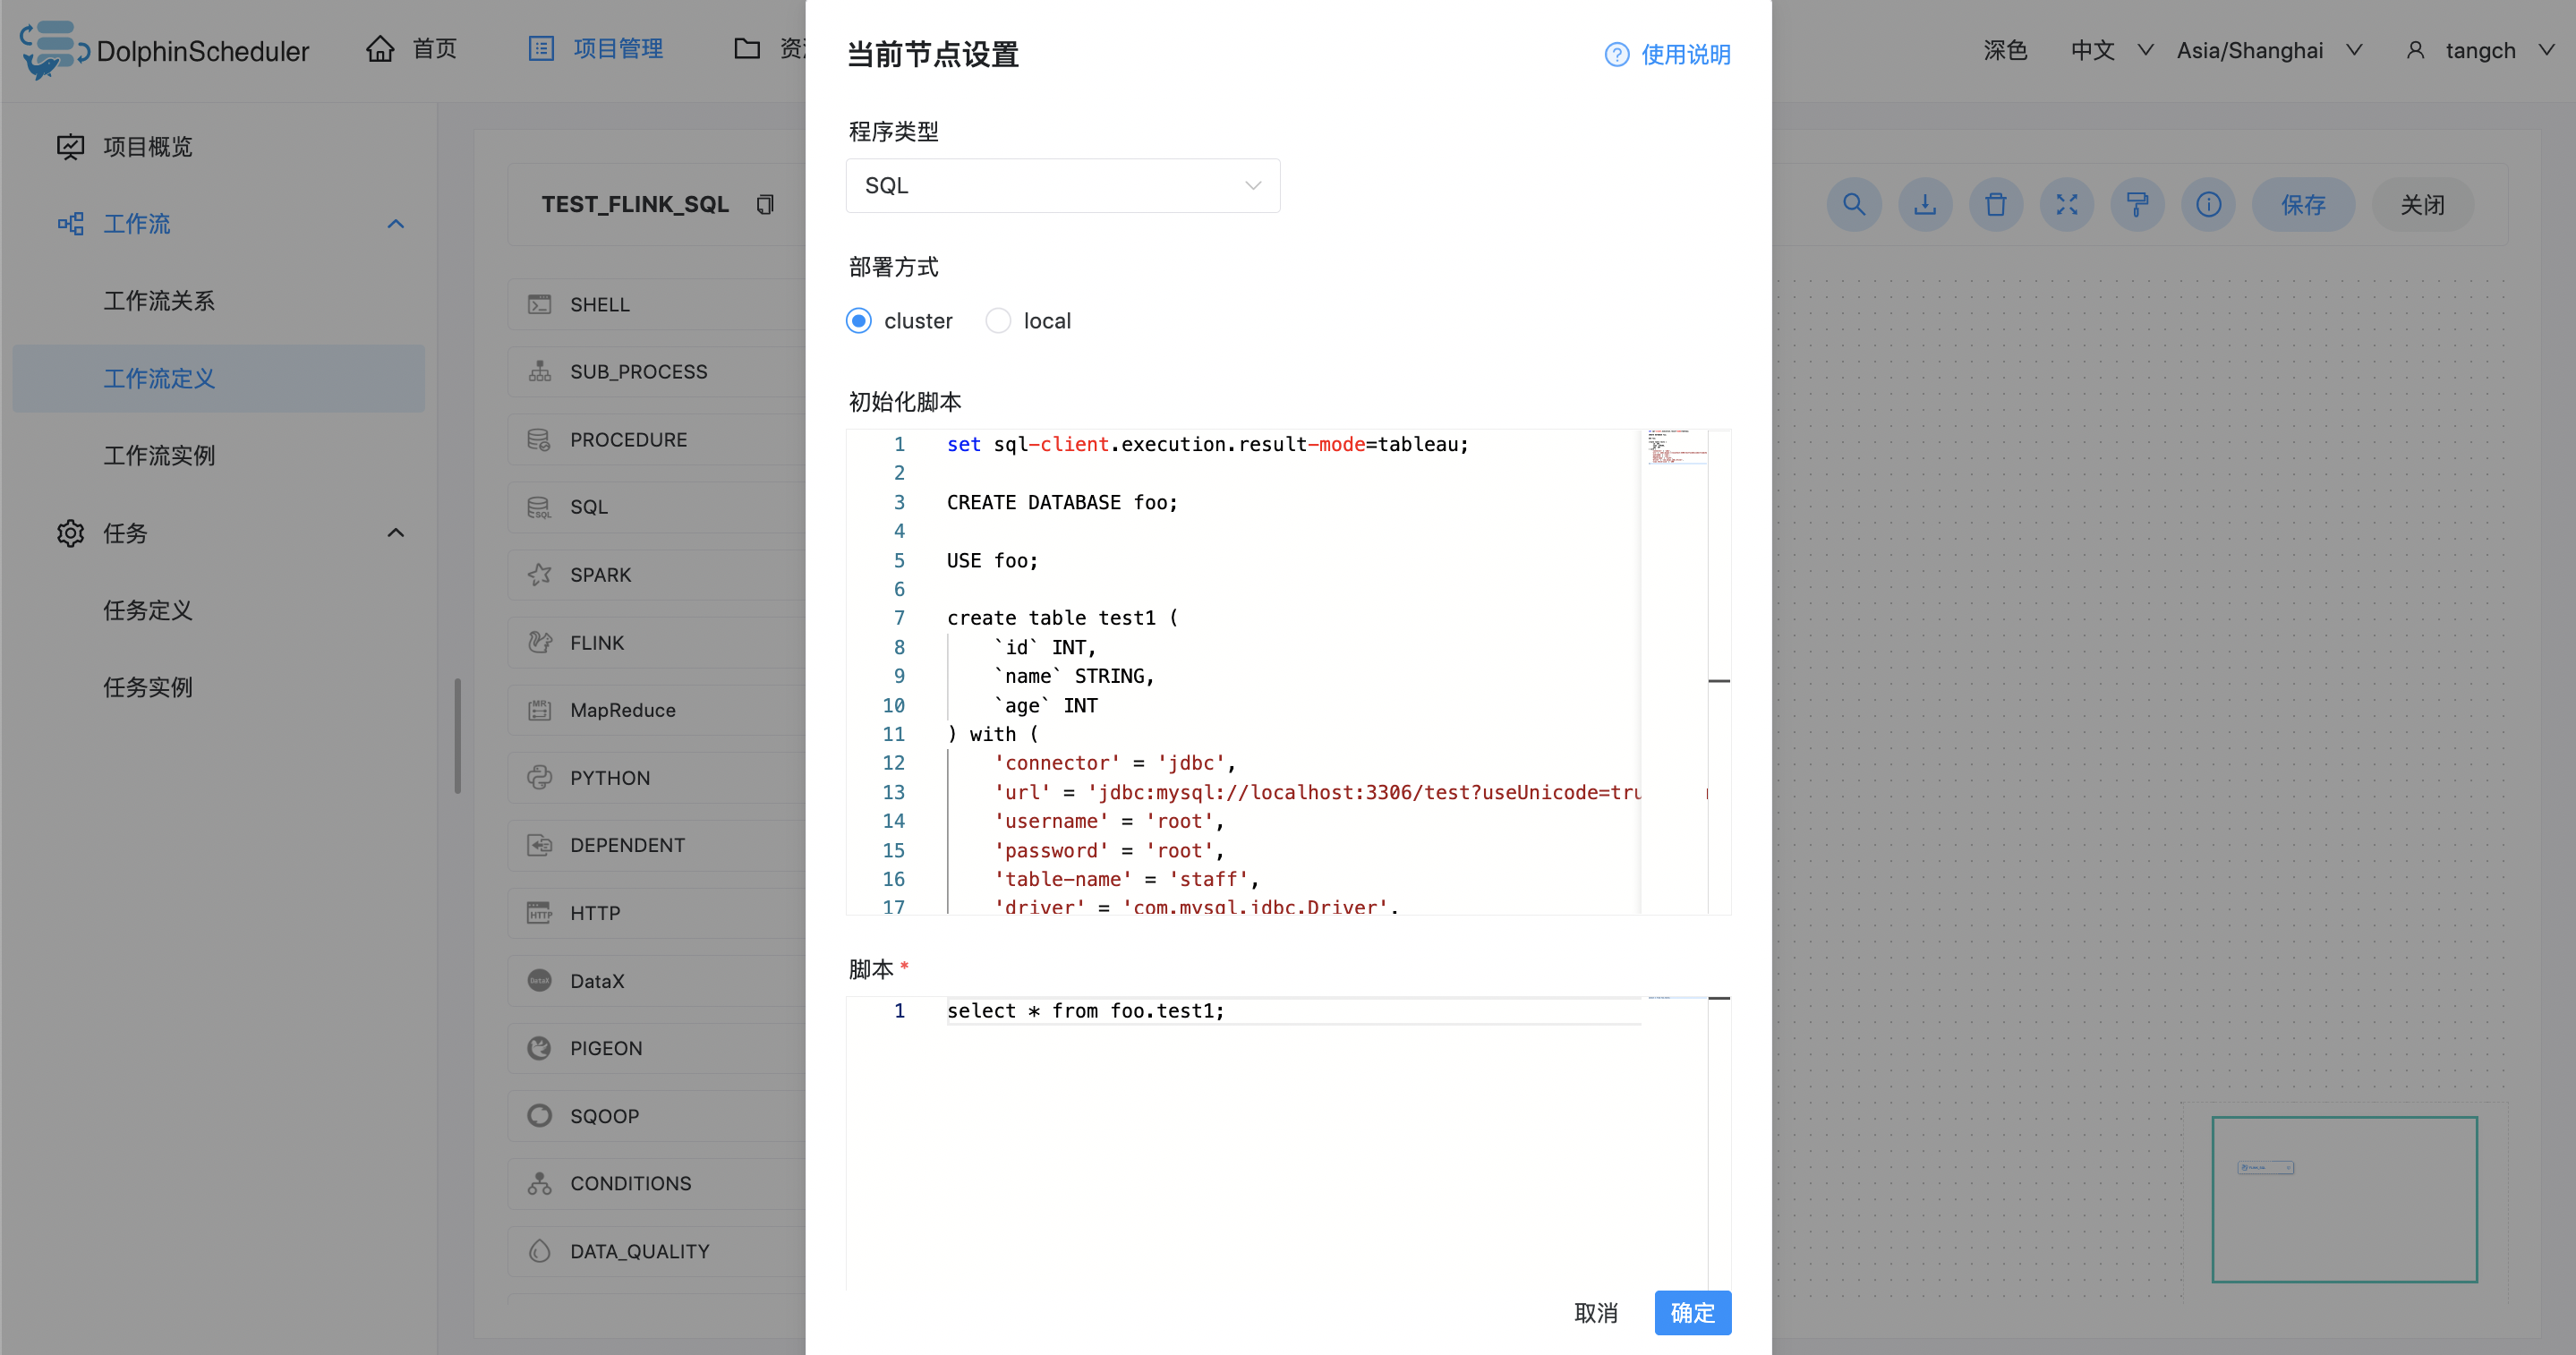 DolphinScheduler
首页
项目管理
深色
中文
Asia/Shanghai
tangch
项目概览
工作流
工作流关系
工作流定义
工作流实例
任务
任务定义
任务实例
TEST_FLINK_SQL
SHELL
SUB_PROCESS
PROCEDURE
SQL
SPARK
FLINK
MapReduce
PYTHON
DEPENDENT
HTTP
DataX
PIGEON
SQOOP
CONDITIONS
DATA_QUALITY
当前节点设置
使用说明
程序类型
SQL
部署方式
cluster
local
初始化脚本
1 set sql-client.execution.result-mode=tableau;
2
3 CREATE DATABASE foo;
4
5 USE foo;
6
7 create table test1 (
8 `id` INT,
9 `name` STRING,
10 `age` INT
11 ) with (
12 'connector' = 'jdbc',
13 'url' = 'jdbc:mysql://localhost:3306/test?useUnicode=tru
14 'username' = 'root',
15 'password' = 'root',
16 'table-name' = 'staff',
17 'driver' = 'com.mysql.jdbc.Driver',
脚本 *
1 select * from foo.test1;
取消
确定
保存
关闭